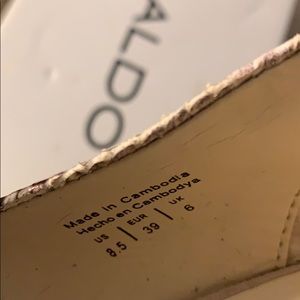 ALDO
Made in Cambodia
Hecho en Cambodya
US | EUR | UK
8.5 | 39 | 6